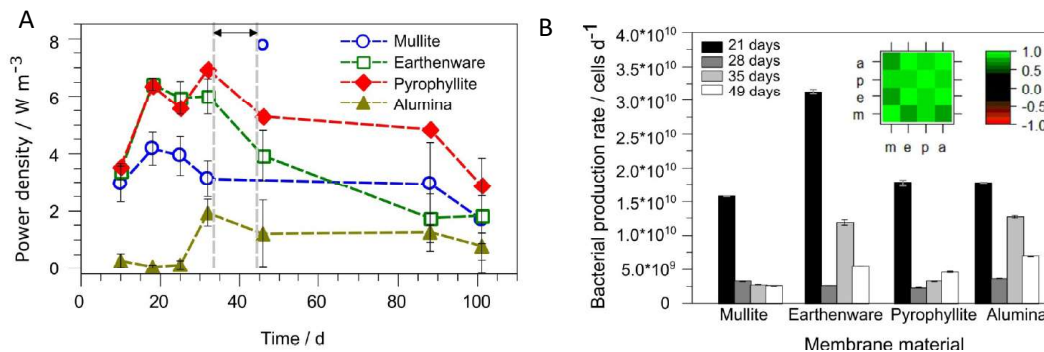 A
Power density / W m⁻³
8
6
4
2
0
Mullite
Earthenware
Pyrophyllite
Alumina
0 20 40 60 80 100
Time / d
B
Bacterial production rate / cells d⁻¹
4.0*10¹⁰
3.5*10¹⁰
3.0*10¹⁰
2.5*10¹⁰
2.0*10¹⁰
1.5*10¹⁰
1.0*10¹⁰
5.0*10⁹
0
21 days
28 days
35 days
49 days
a
p
e
m
m e p a
1.0
0.5
0.0
-0.5
-1.0
Mullite Earthenware Pyrophyllite Alumina
Membrane material